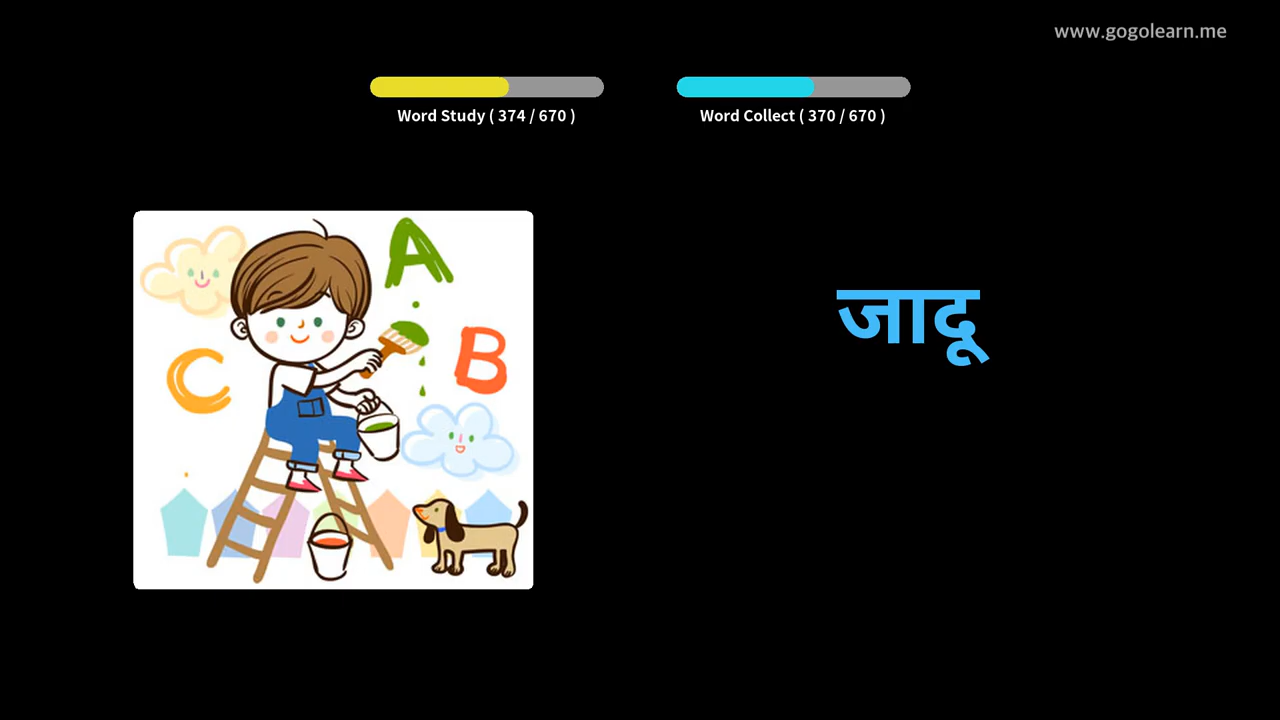 www.gogolearn.me
Word Study ( 374 / 670 )
Word Collect ( 370 / 670 )
A
B
C
जादू